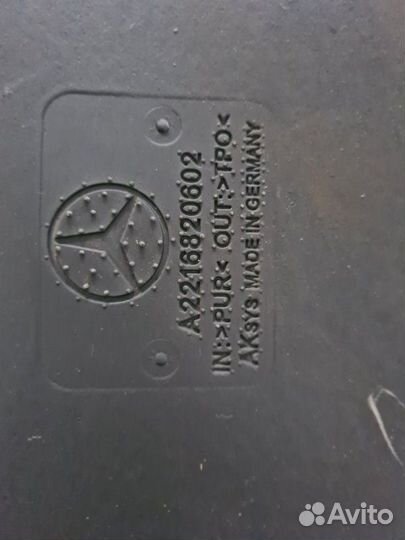 A2216820602
IN:>PUR< OUT:>TPO<
AKsys MADE IN GERMANY
Avito